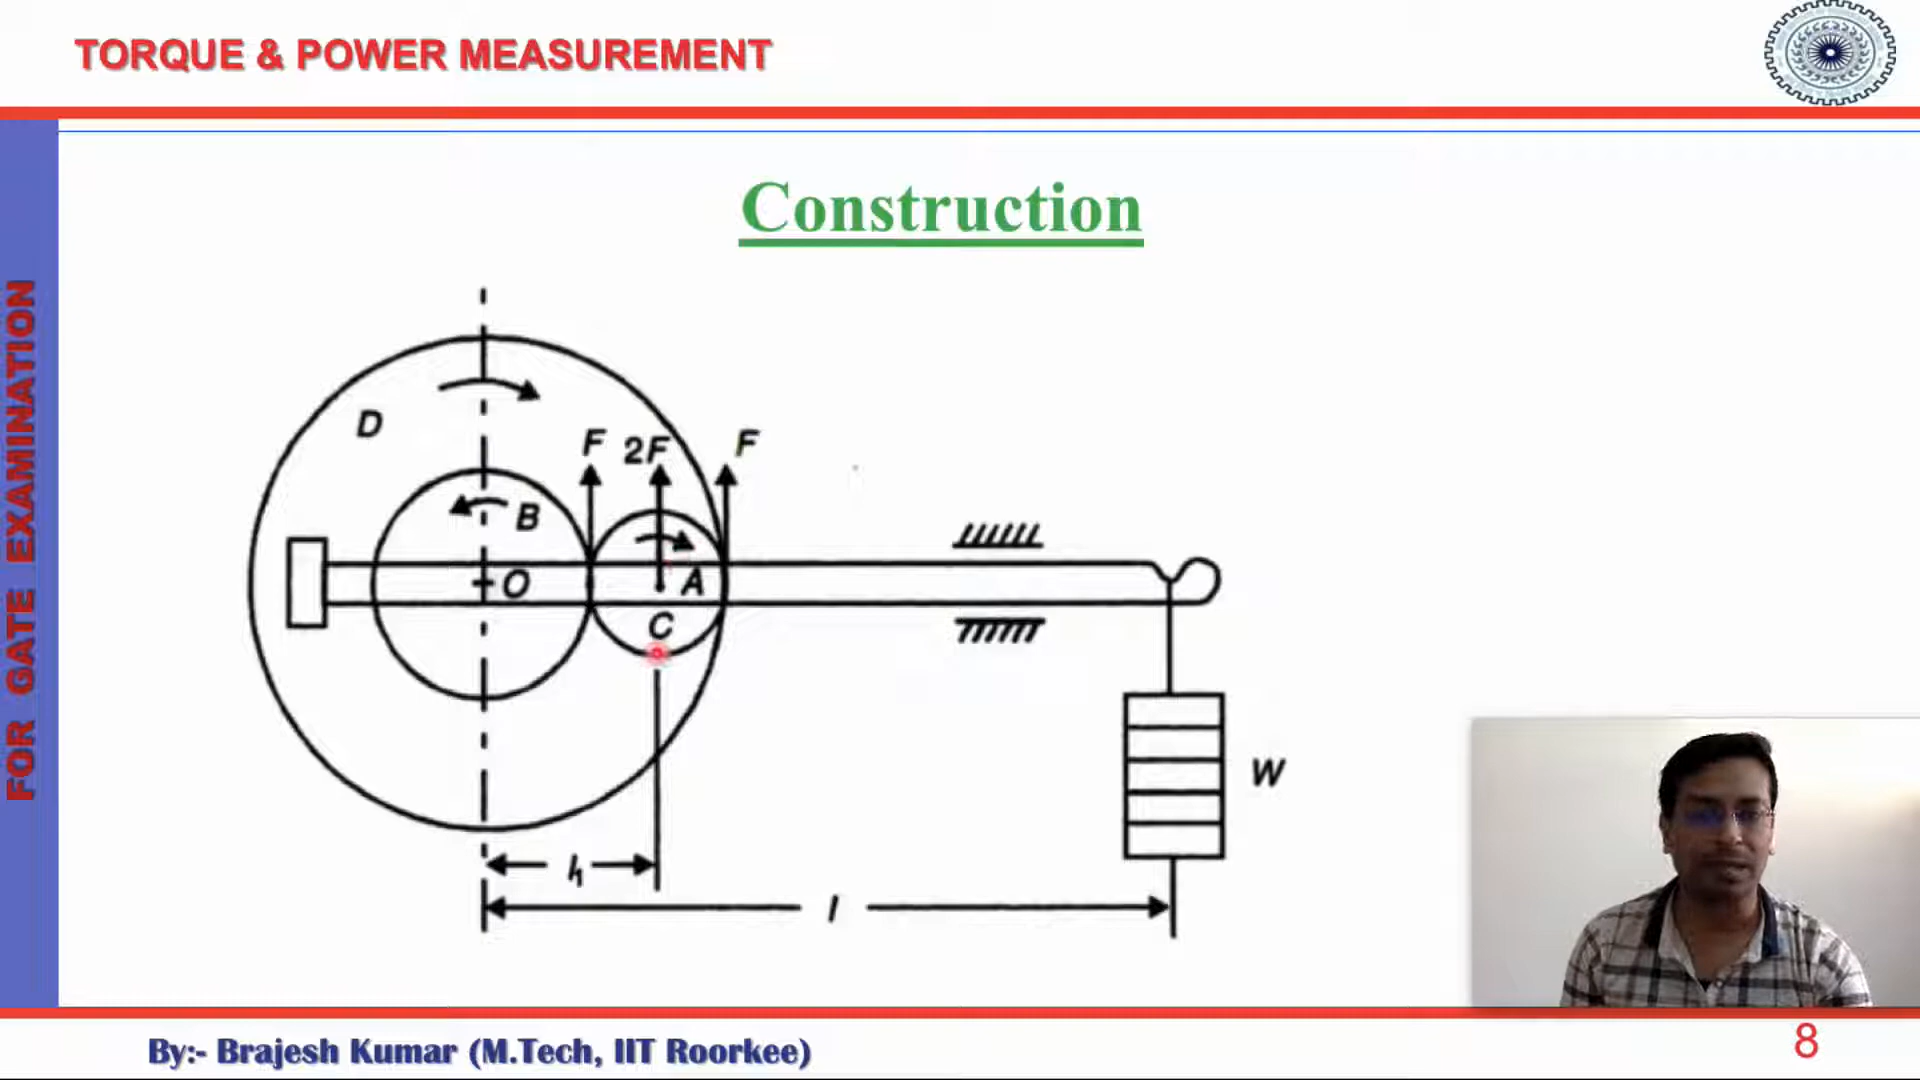 TORQUE & POWER MEASUREMENT
FOR GATE EXAMINATION
Construction
D
F
2F
F
B
O
A
C
W
h
l
By:- Brajesh Kumar (M.Tech, IIT Roorkee)
8